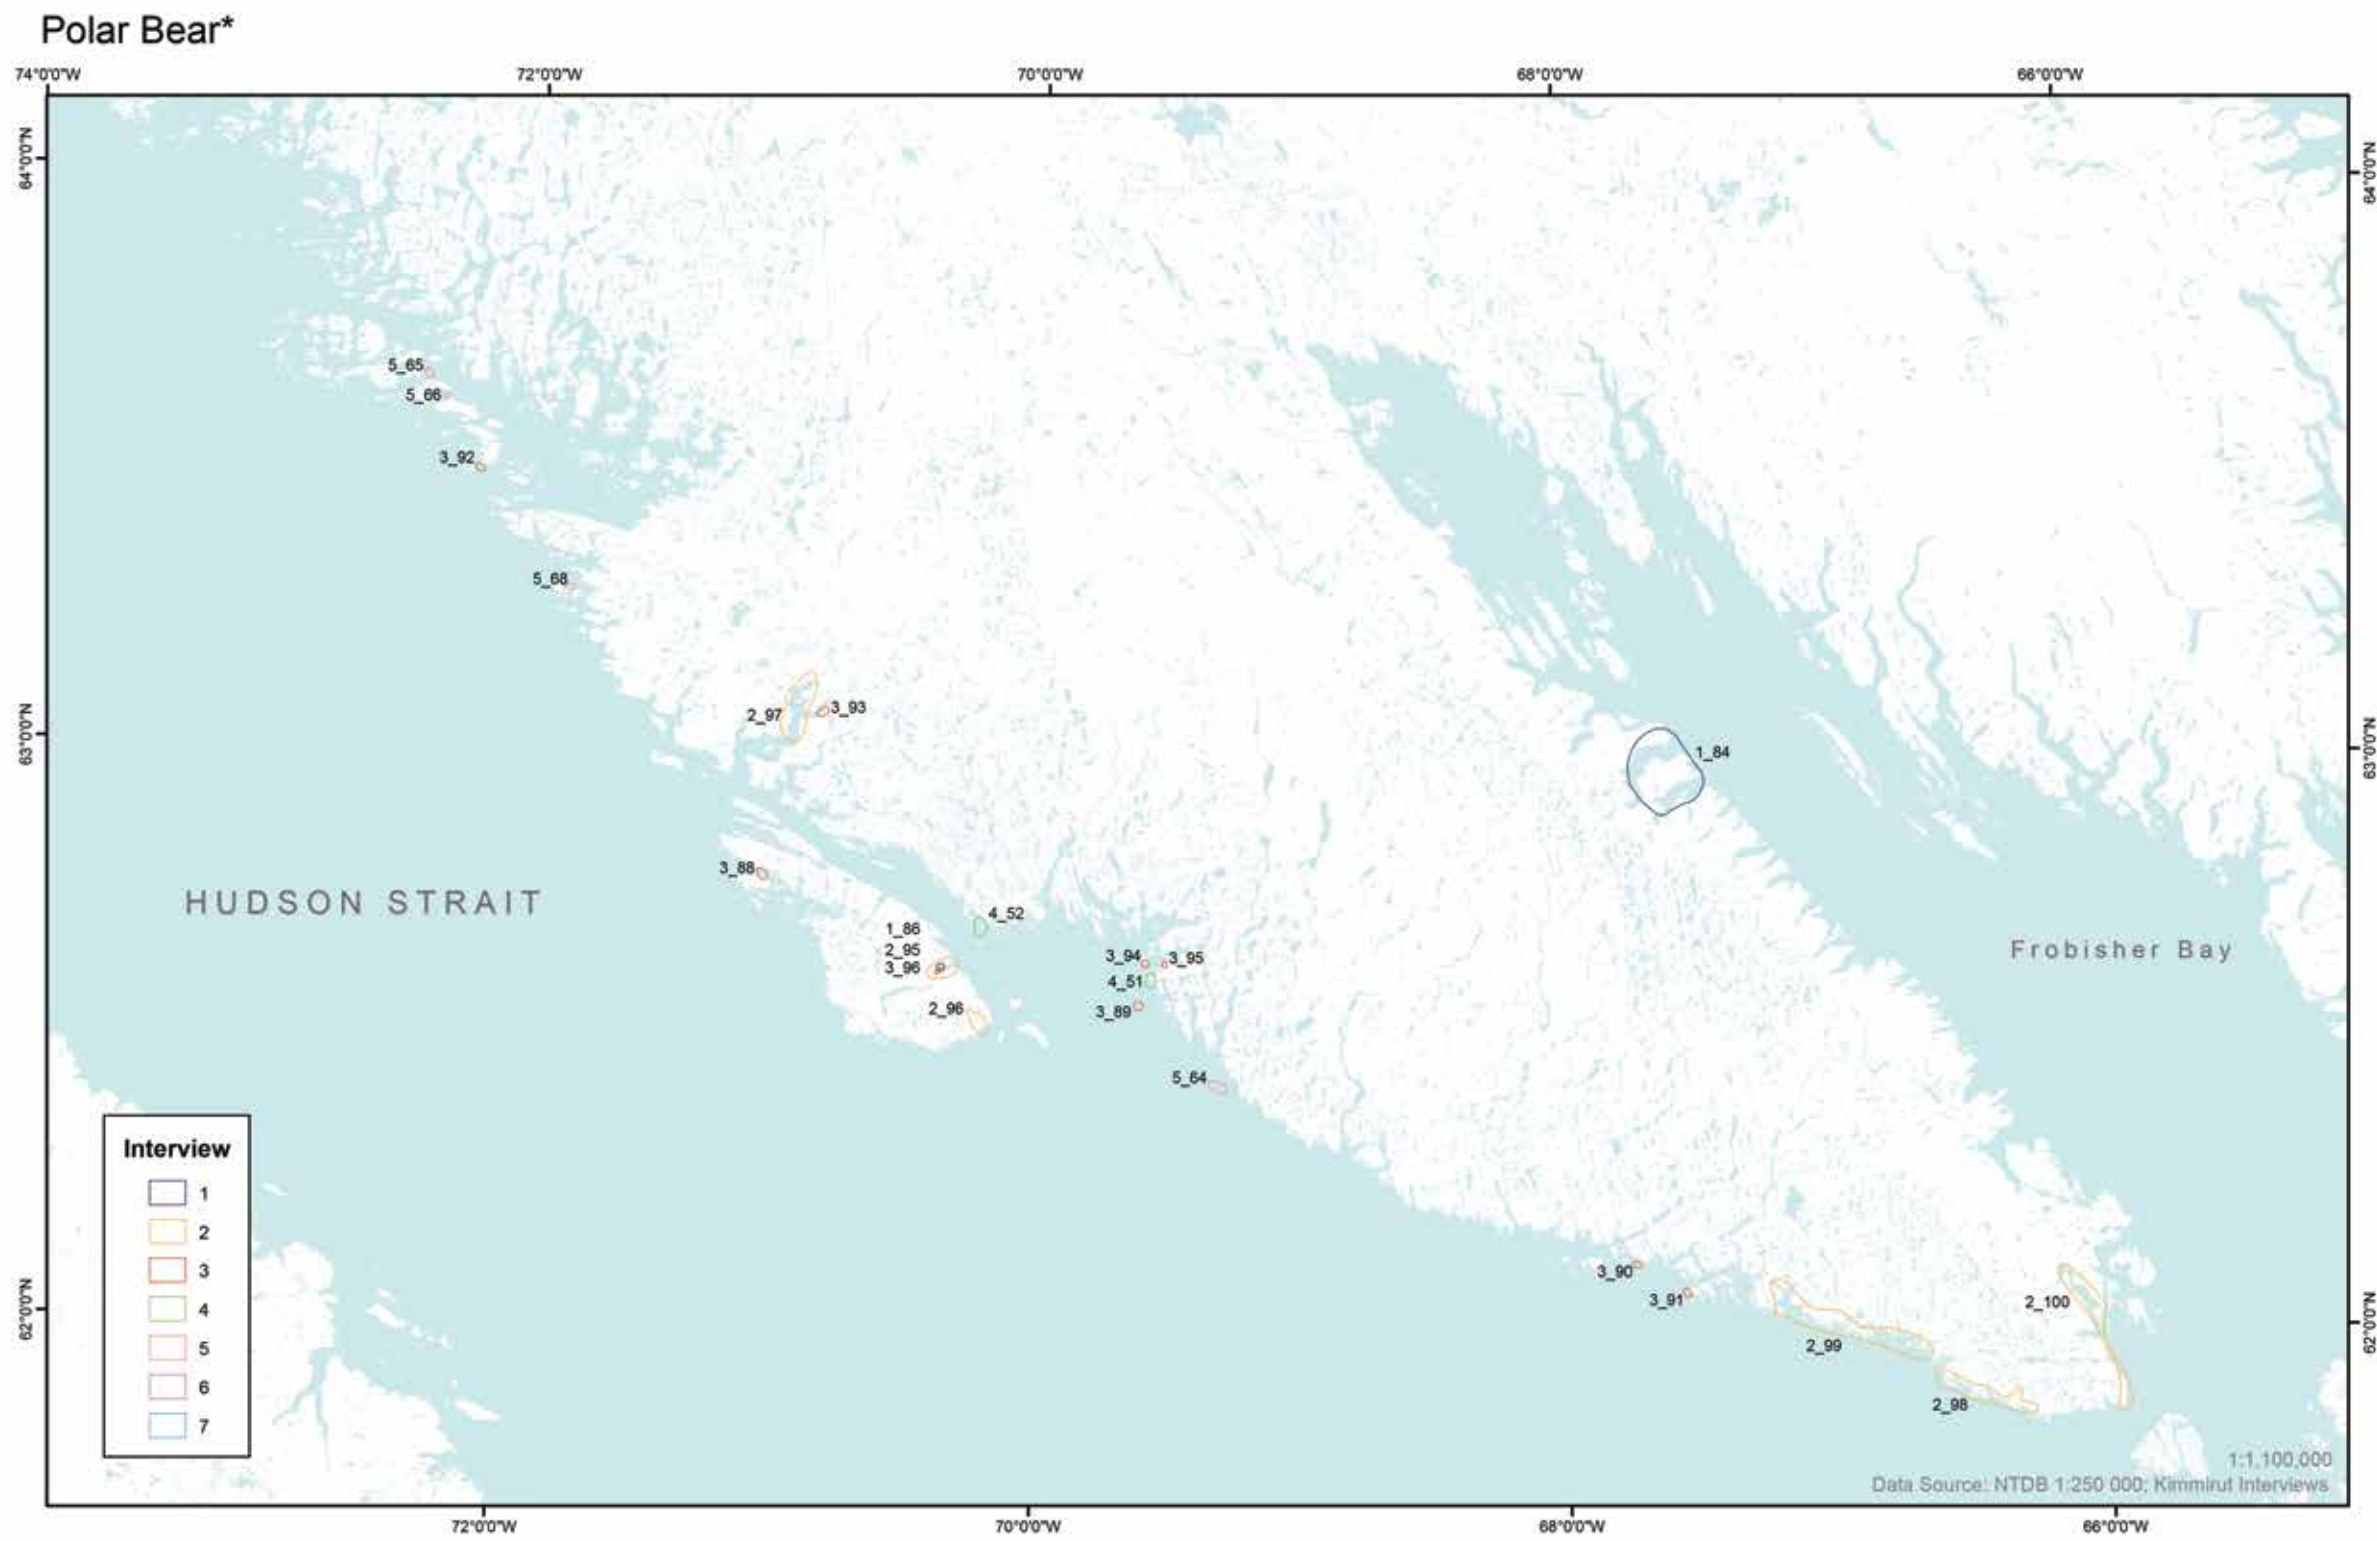 Polar Bear*
74°0'0"W
72°0'0"W
70°0'0"W
68°0'0"W
66°0'0"W
64°0'0"N
64°0'0"N
5_65
5_66
3_92
5_68
2_97
3_93
63°0'0"N
63°0'0"N
1_84
3_88
HUDSON STRAIT
4_52
1_86
2_95
3_96
3_94
3_95
4_51
3_89
Frobisher Bay
2_96
5_64
Interview
1
2
3
4
5
6
7
62°0'0"N
62°0'0"N
3_90
3_91
2_100
2_99
2_98
1:1,100,000
Data Source: NTDB 1:250 000; Kimmirut Interviews
72°0'0"W
70°0'0"W
68°0'0"W
66°0'0"W